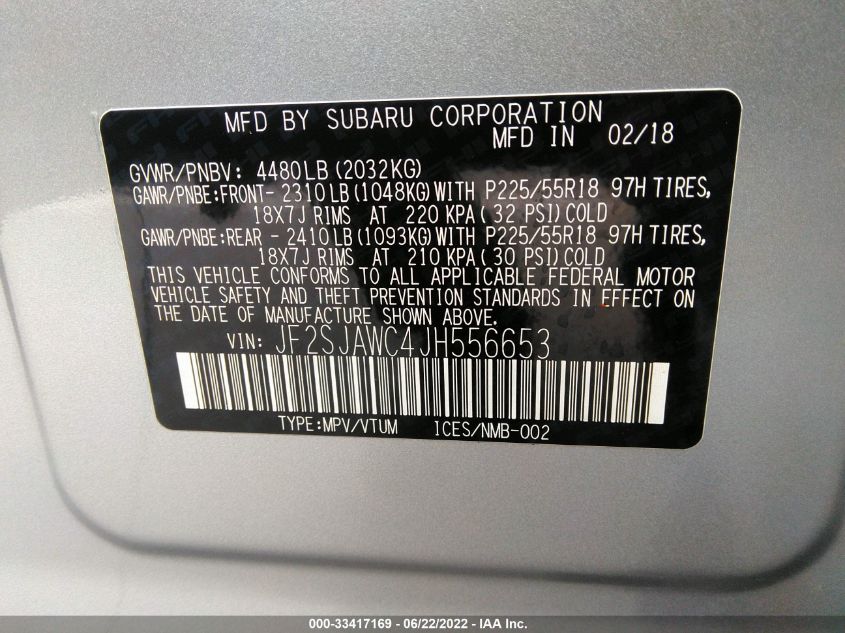 MFD BY SUBARU CORPORATION
MFD IN 02/18
GVWR/PNBV: 4480LB(2032KG)
GAWR/PNBE:FRONT- 2310LB(1048KG)WITH P225/55R18 97H TIRES,
18X7J RIMS AT 220 KPA( 32 PSI)COLD
GAWR/PNBE:REAR - 2410LB(1093KG)WITH P225/55R18 97H TIRES,
18X7J RIMS AT 210 KPA( 30 PSI)COLD
THIS VEHICLE CONFORMS TO ALL APPLICABLE FEDERAL MOTOR
VEHICLE SAFETY AND THEFT PREVENTION STANDARDS IN EFFECT ON
THE DATE OF MANUFACTURE SHOWN ABOVE.
VIN: JF2SJAWC4JH556653
TYPE:MPV/VTUM ICES/NMB-002
000-33417169 - 06/22/2022 - IAA Inc.